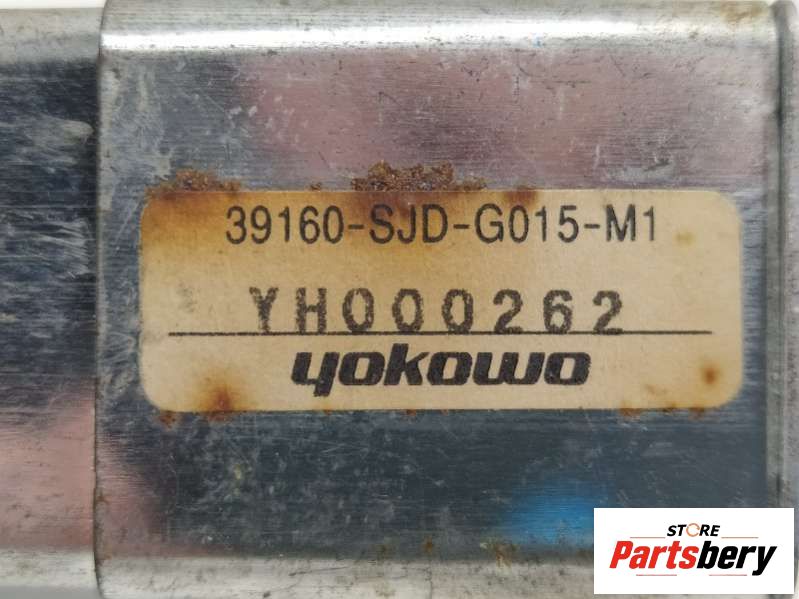 39160-SJD-G015-M1
YH000262
yokowo
STORE
Partsbery